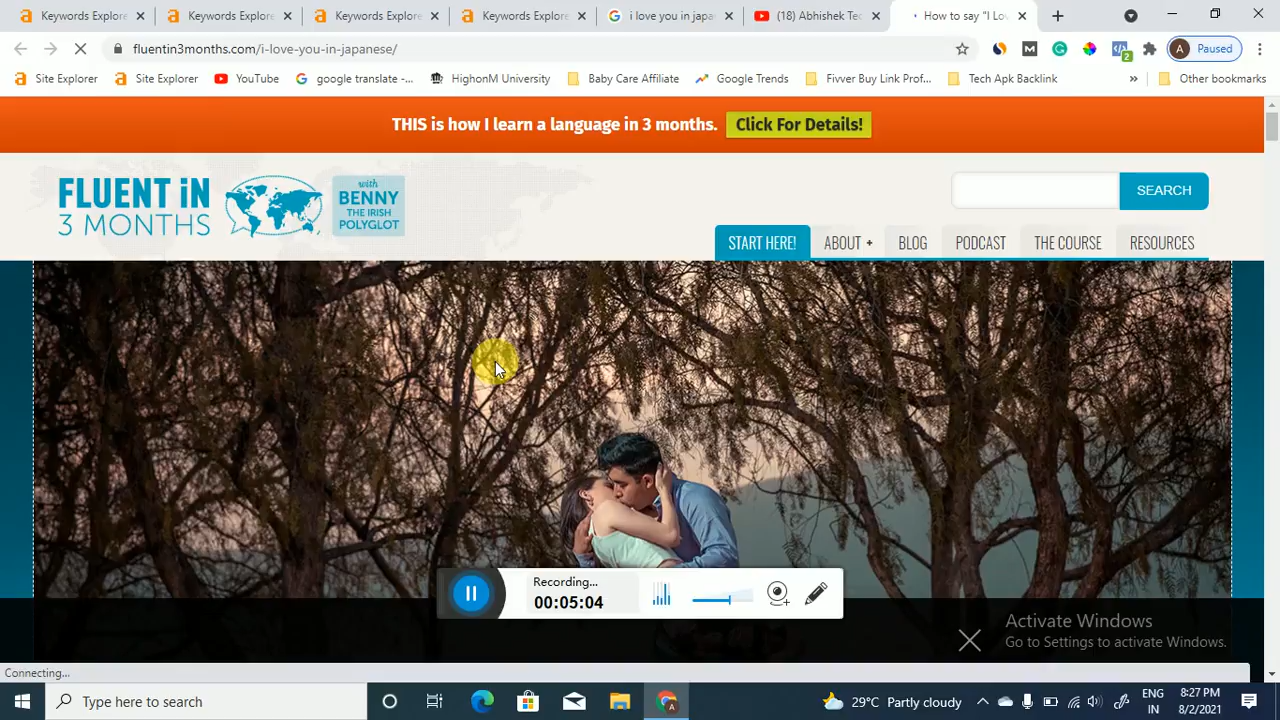 Keywords Explore
Keywords Explore
Keywords Explore
Keywords Explore
i love you in japa
(18) Abhishek Tec
How to say "I Lov
fluentin3months.com/i-love-you-in-japanese/
A Paused
2
Site Explorer
Site Explorer
YouTube
google translate -...
HighonM University
Baby Care Affiliate
Google Trends
Fivver Buy Link Prof...
Tech Apk Backlink
»
Other bookmarks
THIS is how I learn a language in 3 months. Click For Details!
FLUENT iN
3 MONTHS
with
BENNY
THE IRISH
POLYGLOT
SEARCH
START HERE! ABOUT + BLOG PODCAST THE COURSE RESOURCES
Recording...
00:05:04
Activate Windows
Go to Settings to activate Windows.
Connecting...
Type here to search
29°C Partly cloudy
ENG
IN
8:27 PM
8/2/2021